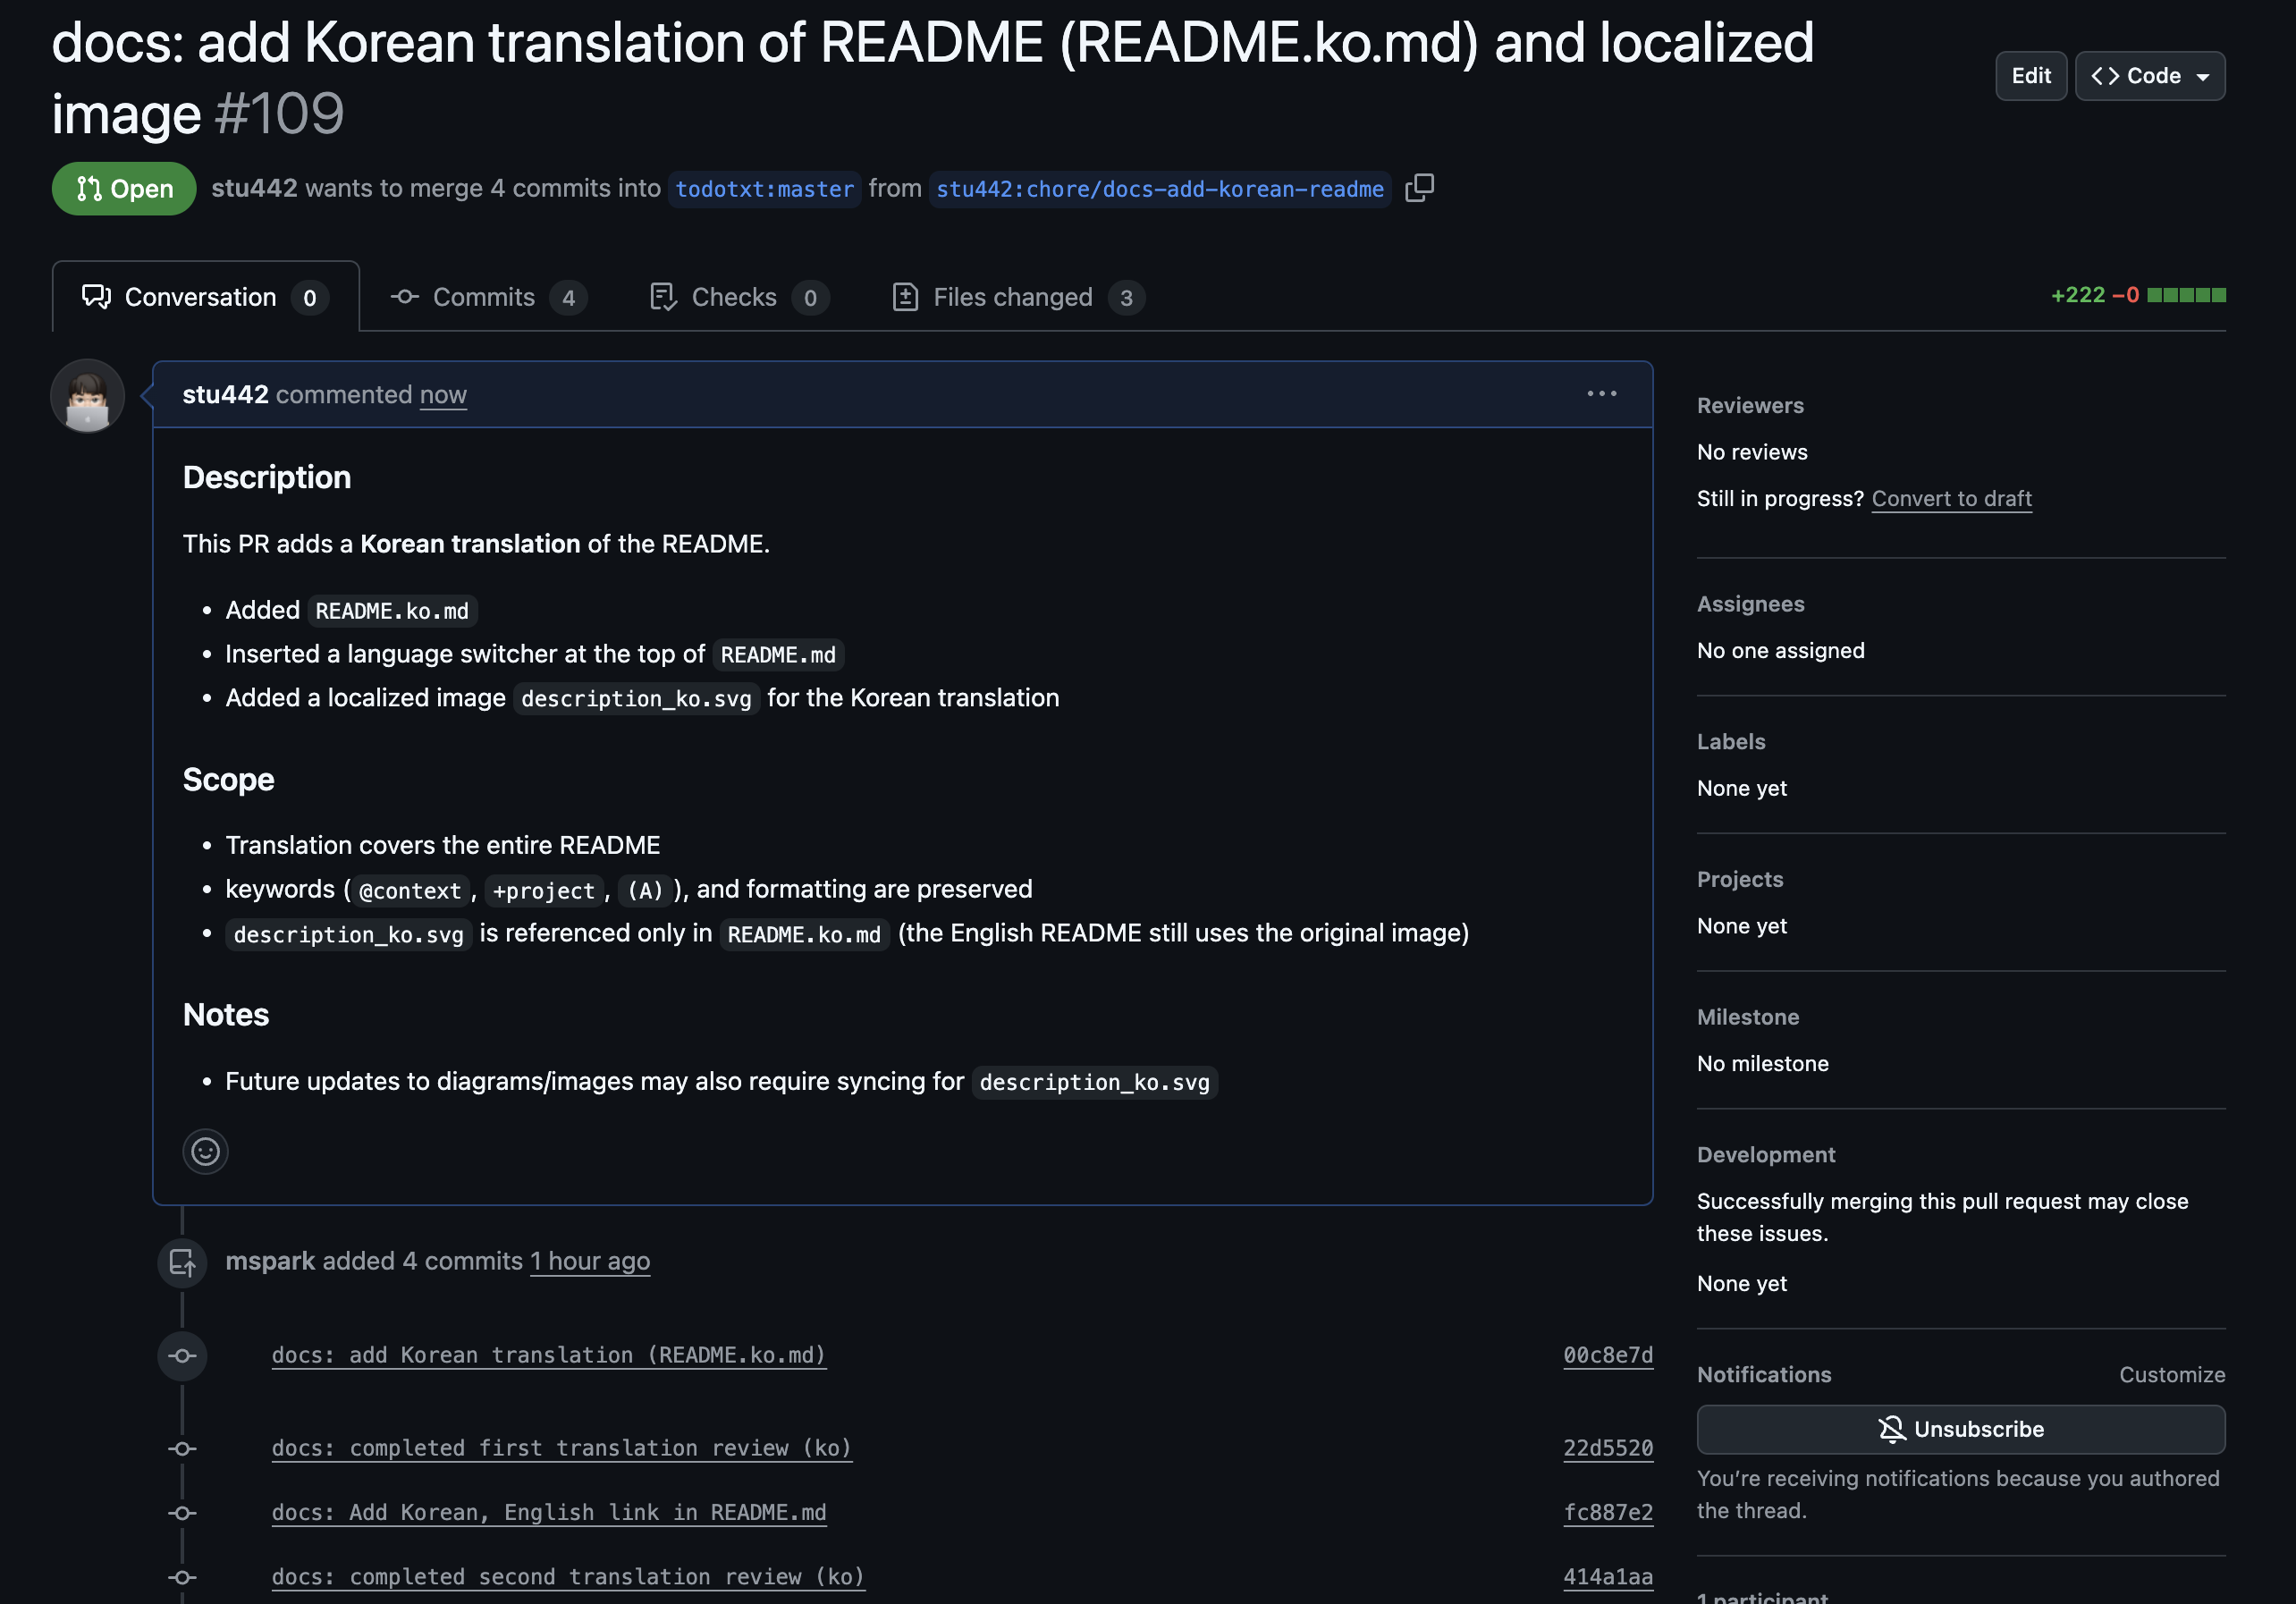 docs: add Korean translation of README (README.ko.md) and localized
image #109
Edit
Code
Open
stu442 wants to merge 4 commits into todotxt:master from stu442:chore/docs-add-korean-readme
Conversation 0
Commits 4
Checks 0
Files changed 3
+222 −0
stu442 commented now
Description
This PR adds a Korean translation of the README.
• Added README.ko.md
• Inserted a language switcher at the top of README.md
• Added a localized image description_ko.svg for the Korean translation
Scope
• Translation covers the entire README
• keywords (@context, +project, (A)), and formatting are preserved
• description_ko.svg is referenced only in README.ko.md (the English README still uses the original image)
Notes
• Future updates to diagrams/images may also require syncing for description_ko.svg
mspark added 4 commits 1 hour ago
docs: add Korean translation (README.ko.md) 00c8e7d
docs: completed first translation review (ko) 22d5520
docs: Add Korean, English link in README.md fc887e2
docs: completed second translation review (ko) 414a1aa
Reviewers
No reviews
Still in progress? Convert to draft
Assignees
No one assigned
Labels
None yet
Projects
None yet
Milestone
No milestone
Development
Successfully merging this pull request may close
these issues.
None yet
Notifications Customize
Unsubscribe
You’re receiving notifications because you authored
the thread.
1 participant